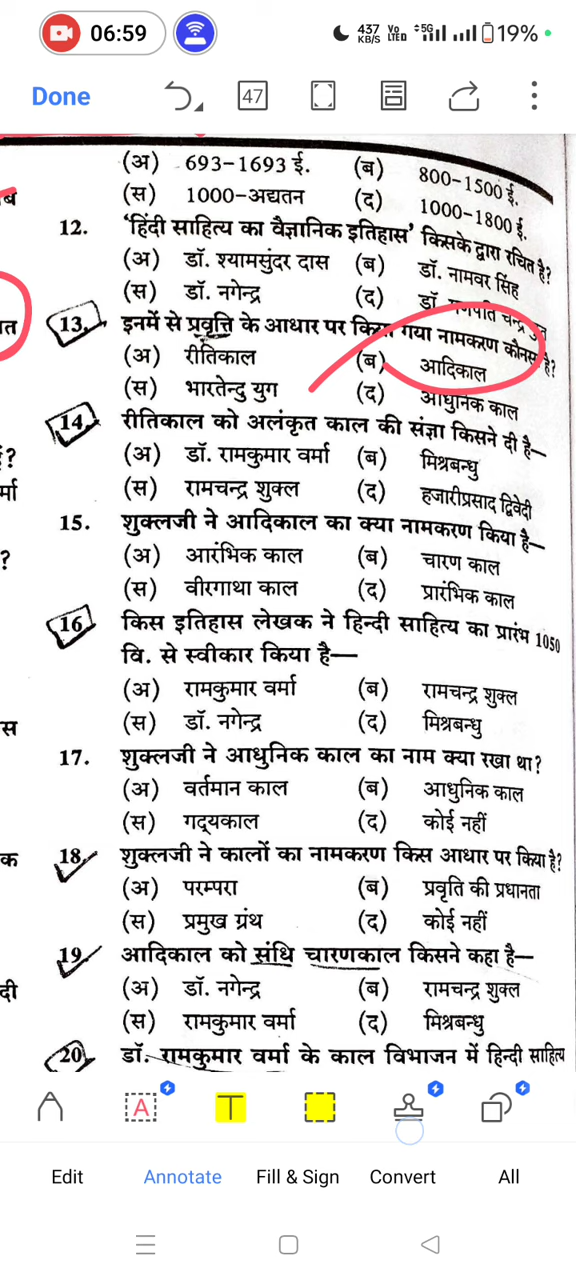 06:59
437 KB/S Vo LTED 5G 19%
Done 47
(अ) 693-1693 ई. (ब) 800-1500 ई.
(स) 1000-अद्यतन (द) 1000-1800 ई.
12. 'हिंदी साहित्य का वैज्ञानिक इतिहास' किसके द्वारा रचित है?
(अ) डॉ. श्यामसुंदर दास (ब) डॉ. नामवर सिंह
(स) डॉ. नगेन्द्र (द) डॉ. गणपति चन्द्र गुप्त
13. इनमें से प्रवृत्ति के आधार पर किया गया नामकरण कौनसा है?
(अ) रीतिकाल (ब) आदिकाल
(स) भारतेन्दु युग (द) आधुनिक काल
14. रीतिकाल को अलंकृत काल की संज्ञा किसने दी है—
(अ) डॉ. रामकुमार वर्मा (ब) मिश्रबन्धु
(स) रामचन्द्र शुक्ल (द) हजारीप्रसाद द्विवेदी
15. शुक्लजी ने आदिकाल का क्या नामकरण किया है—
(अ) आरंभिक काल (ब) चारण काल
(स) वीरगाथा काल (द) प्रारंभिक काल
16. किस इतिहास लेखक ने हिन्दी साहित्य का प्रारंभ 1050
वि. से स्वीकार किया है—
(अ) रामकुमार वर्मा (ब) रामचन्द्र शुक्ल
(स) डॉ. नगेन्द्र (द) मिश्रबन्धु
17. शुक्लजी ने आधुनिक काल का नाम क्या रखा था?
(अ) वर्तमान काल (ब) आधुनिक काल
(स) गद्यकाल (द) कोई नहीं
18. शुक्लजी ने कालों का नामकरण किस आधार पर किया है?
(अ) परम्परा (ब) प्रवृति की प्रधानता
(स) प्रमुख ग्रंथ (द) कोई नहीं
19. आदिकाल को संधि चारणकाल किसने कहा है—
(अ) डॉ. नगेन्द्र (ब) रामचन्द्र शुक्ल
(स) रामकुमार वर्मा (द) मिश्रबन्धु
20. डॉ. रामकुमार वर्मा के काल विभाजन में हिन्दी साहित्य
A T
Edit Annotate Fill & Sign Convert All